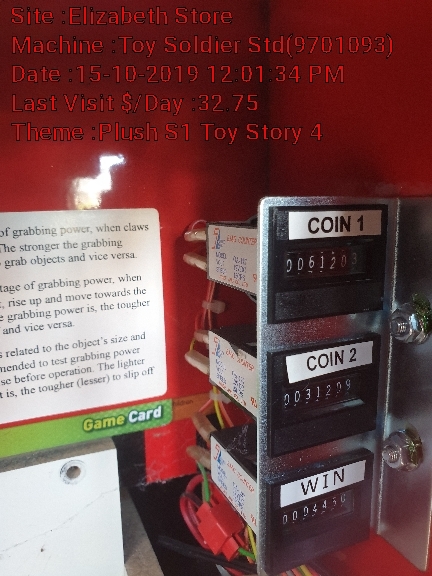 Site :Elizabeth Store
Machine :Toy Soldier Std(9701093)
Date :15-10-2019 12:01:34 PM
Last Visit $/Day :32.75
Theme :Plush S1 Toy Story 4
of grabbing power, when claws
The stronger the grabbing
grab objects and vice versa.
tage of grabbing power, when
, rise up and move towards the
e grabbing power is, the tougher
and vice versa.
s related to the object's size and
mended to test grabbing power
se before operation. The lighter
t is, the tougher (lesser) to slip off
Game Card
COIN 1
0061203
COIN 2
0031209
WIN